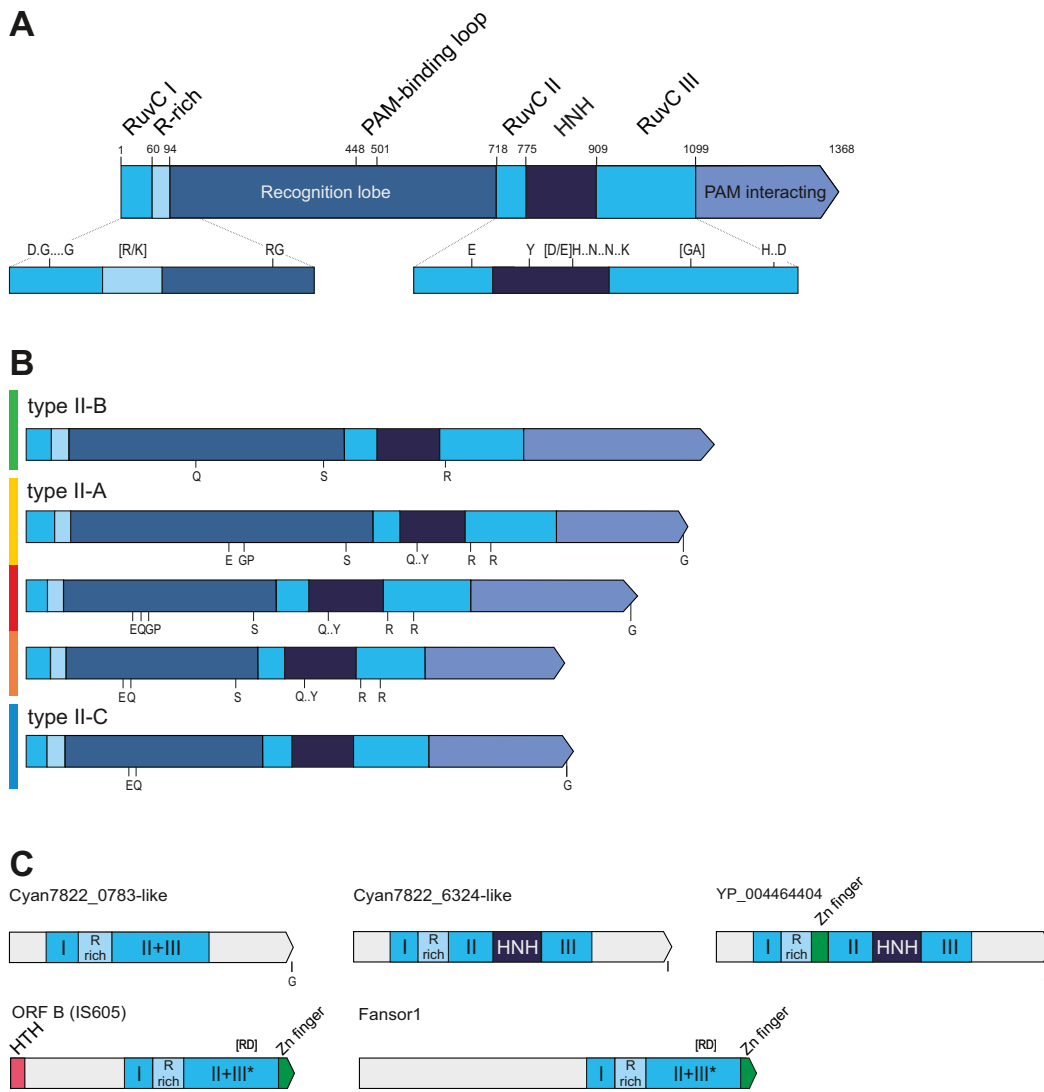 A
RuvC I
R-rich
PAM-binding loop
RuvC II
HNH
RuvC III
1 60 94 448 501 718 775 909 1099 1368
Recognition lobe
PAM interacting
D.G....G [R/K] RG E Y [D/E]H..N..N..K [GA] H..D
B
type II-B
Q S R
type II-A
E GP S Q..Y R R G
EQGP S Q..Y R R G
EQ S Q..Y R R
type II-C
EQ G
C
Cyan7822_0783-like
I R rich II+III
G
Cyan7822_6324-like
I R rich II HNH III
I
YP_004464404
Zn finger
I R rich II HNH III
ORF B (IS605)
HTH
[RD]
Zn finger
I R rich II+III*
Fansor1
[RD]
Zn finger
I R rich II+III*